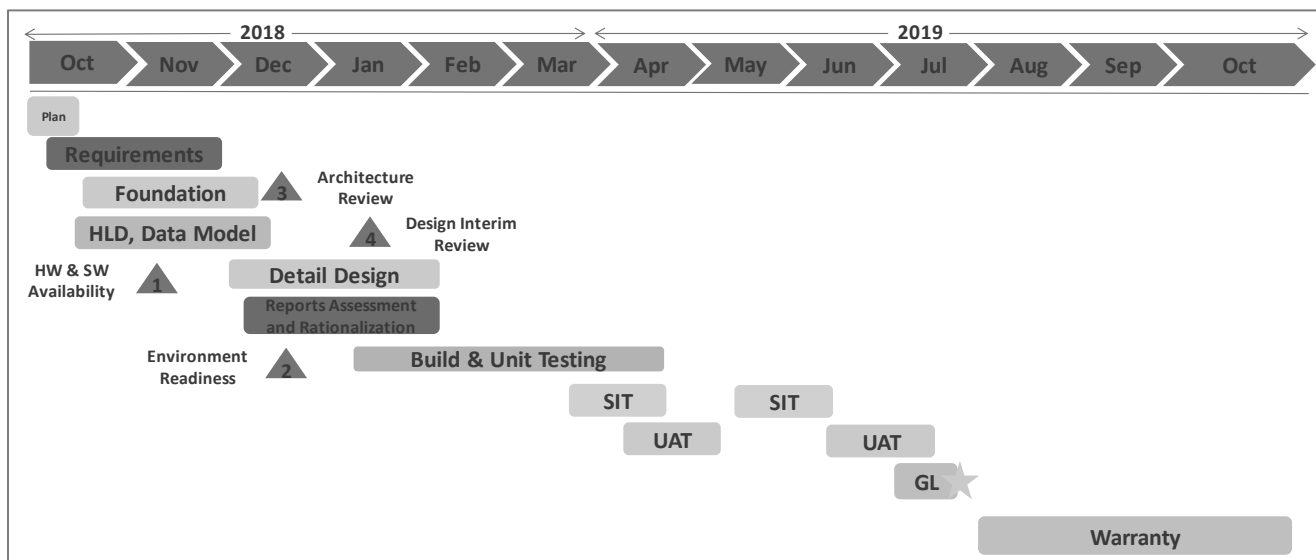 2018
2019
Oct
Nov
Dec
Jan
Feb
Mar
Apr
May
Jun
Jul
Aug
Sep
Oct
Plan
Requirements
Foundation
3
Architecture
Review
HLD, Data Model
4
Design Interim
Review
HW & SW
Availability
1
Detail Design
Reports Assessment
and Rationalization
Environment
Readiness
2
Build & Unit Testing
SIT
SIT
UAT
UAT
GL
Warranty